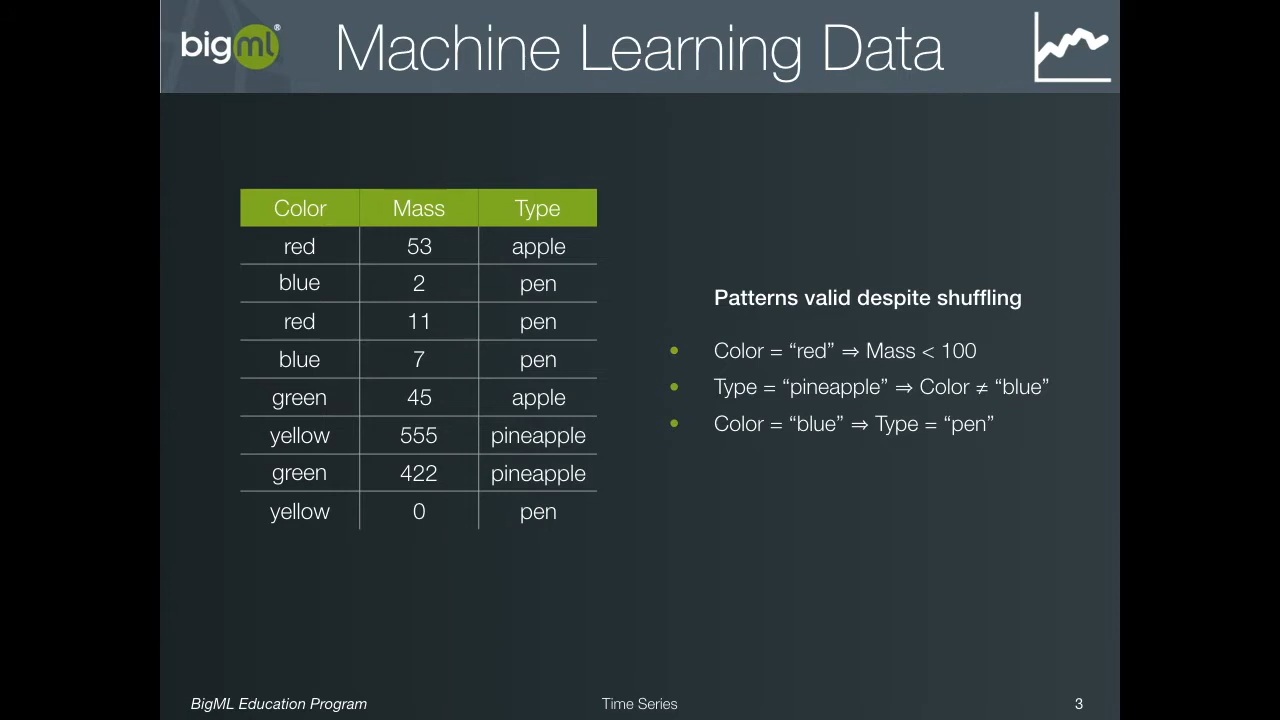 bigml®
Machine Learning Data
Color Mass Type
red 53 apple
blue 2 pen
red 11 pen
blue 7 pen
green 45 apple
yellow 555 pineapple
green 422 pineapple
yellow 0 pen
Patterns valid despite shuffling
• Color = “red” ⇒ Mass < 100
• Type = “pineapple” ⇒ Color ≠ “blue”
• Color = “blue” ⇒ Type = “pen”
BigML Education Program
Time Series
3